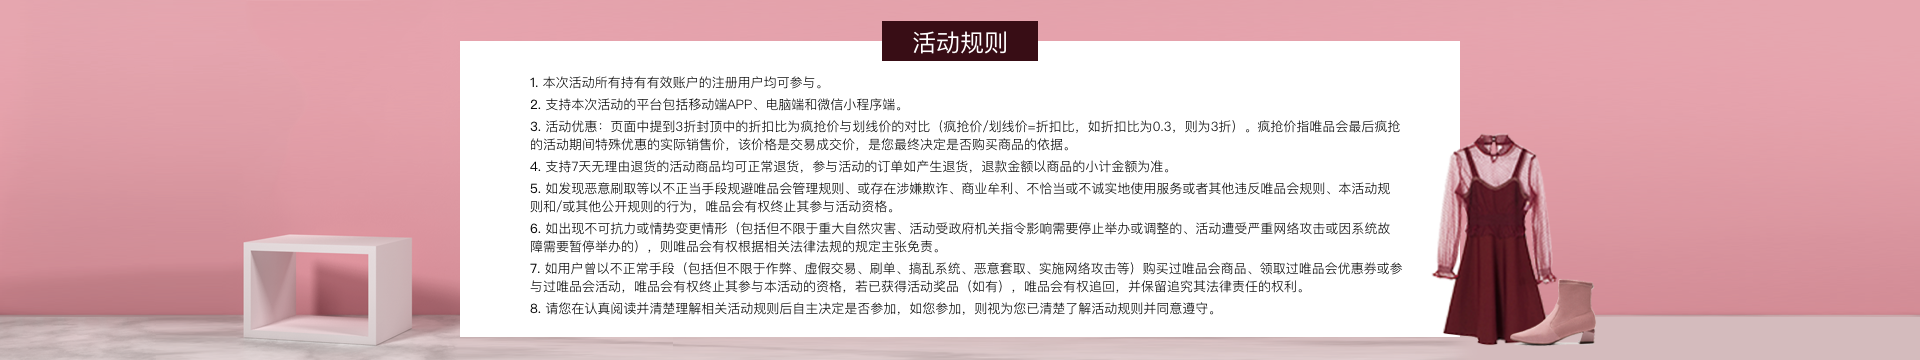 活动规则
1. 本次活动所有持有有效账户的注册用户均可参与。
2. 支持本次活动的平台包括移动端APP、电脑端和微信小程序端。
3. 活动优惠：页面中提到3折封顶中的折扣比为疯抢价与划线价的对比（疯抢价/划线价=折扣比，如折扣比为0.3，则为3折）。疯抢价指唯品会最后疯抢
的活动期间特殊优惠的实际销售价，该价格是交易成交价，是您最终决定是否购买商品的依据。
4. 支持7天无理由退货的活动商品均可正常退货，参与活动的订单如产生退货，退款金额以商品的小计金额为准。
5. 如发现恶意刷取等以不正当手段规避唯品会管理规则、或存在涉嫌欺诈、商业牟利、不恰当或不诚实地使用服务或者其他违反唯品会规则、本活动规
则和/或其他公开规则的行为，唯品会有权终止其参与活动资格。
6. 如出现不可抗力或情势变更情形（包括但不限于重大自然灾害、活动受政府机关指令影响需要停止举办或调整的、活动遭受严重网络攻击或因系统故
障需要暂停举办的），则唯品会有权根据相关法律法规的规定主张免责。
7. 如用户曾以不正常手段（包括但不限于作弊、虚假交易、刷单、搞乱系统、恶意套取、实施网络攻击等）购买过唯品会商品、领取过唯品会优惠券或参
与过唯品会活动，唯品会有权终止其参与本活动的资格，若已获得活动奖品（如有），唯品会有权追回，并保留追究其法律责任的权利。
8. 请您在认真阅读并清楚理解相关活动规则后自主决定是否参加，如您参加，则视为您已清楚了解活动规则并同意遵守。